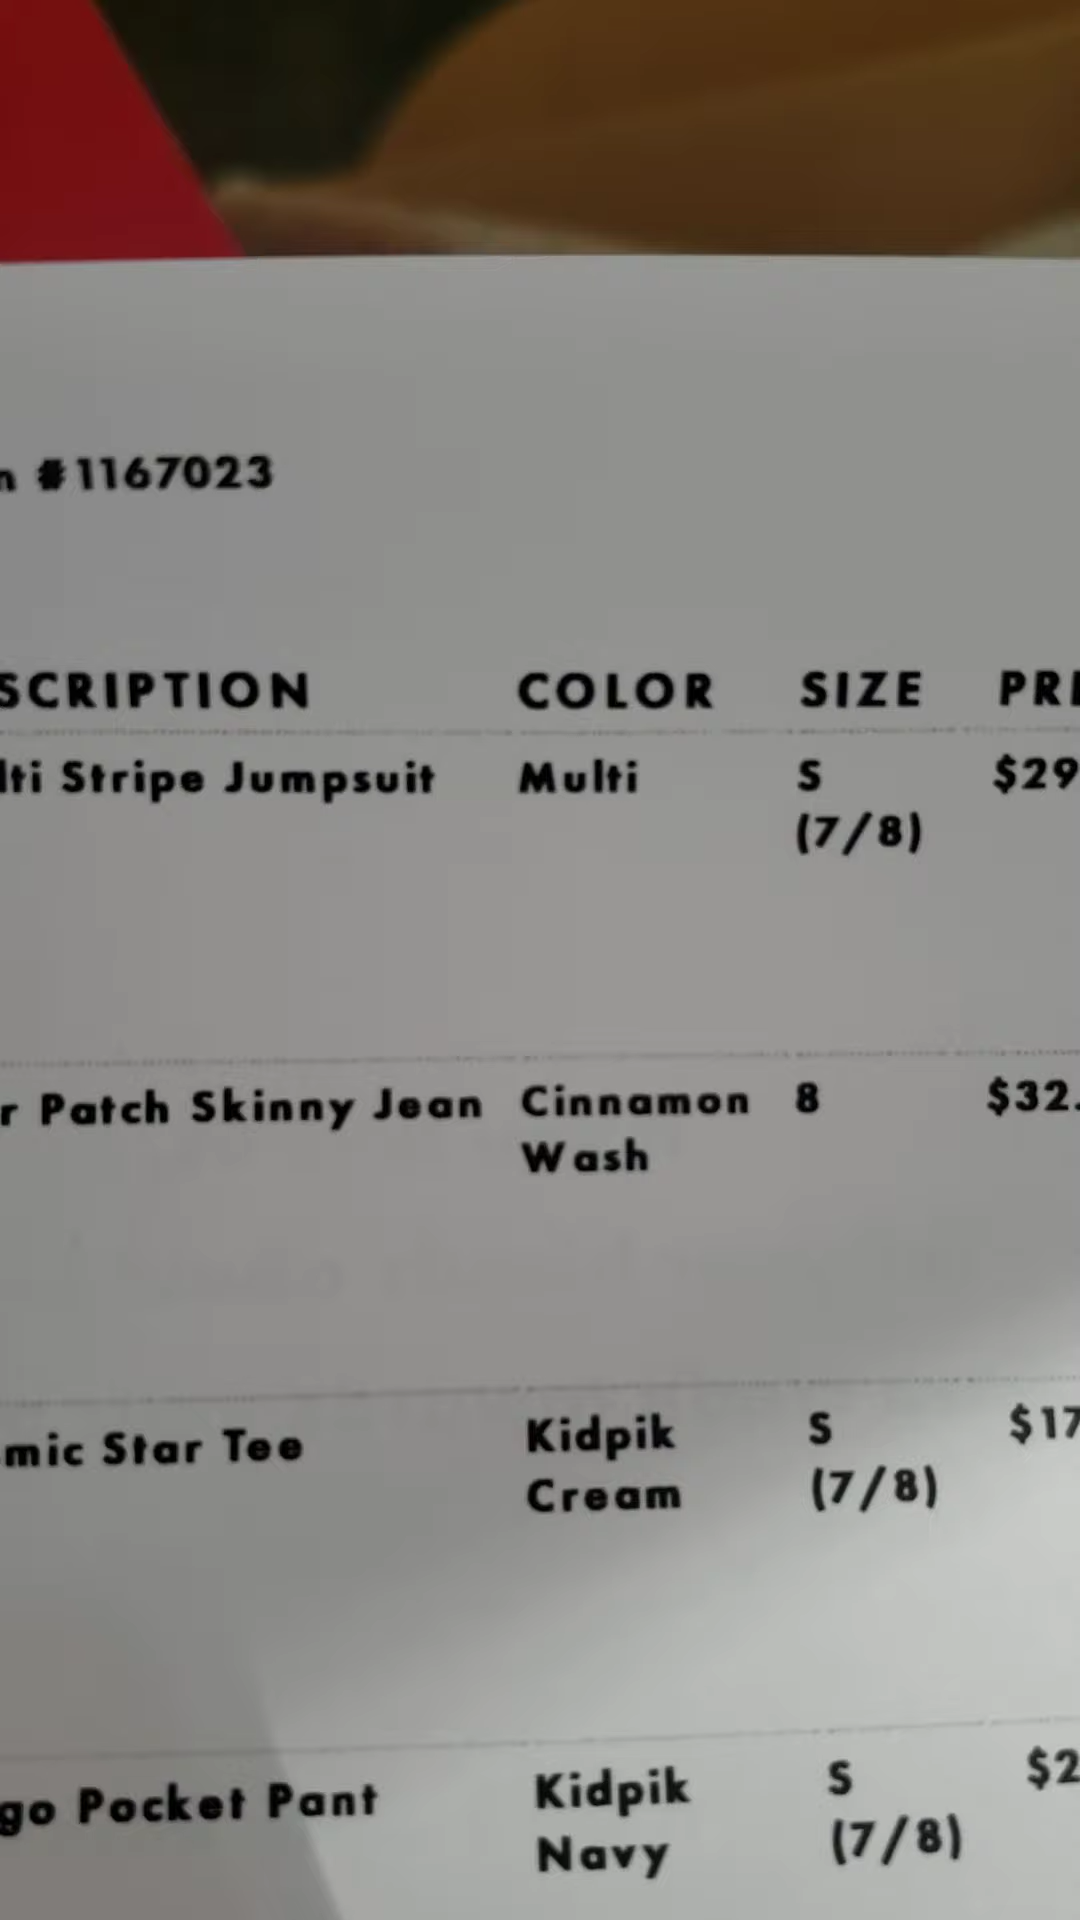 n #1167023
SCRIPTION COLOR SIZE PRI
lti Stripe Jumpsuit Multi S $29
(7/8)
r Patch Skinny Jean Cinnamon 8 $32.
Wash
mic Star Tee Kidpik S $17
Cream (7/8)
go Pocket Pant Kidpik S $2
Navy (7/8)